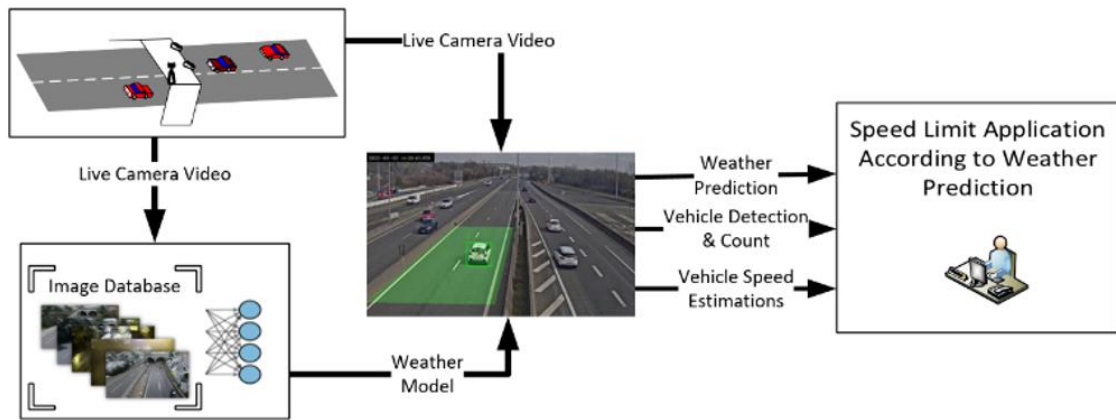 Live Camera Video
Live Camera Video
Image Database
Weather
Model
Weather
Prediction
Vehicle Detection
& Count
Vehicle Speed
Estimations
Speed Limit Application
According to Weather
Prediction